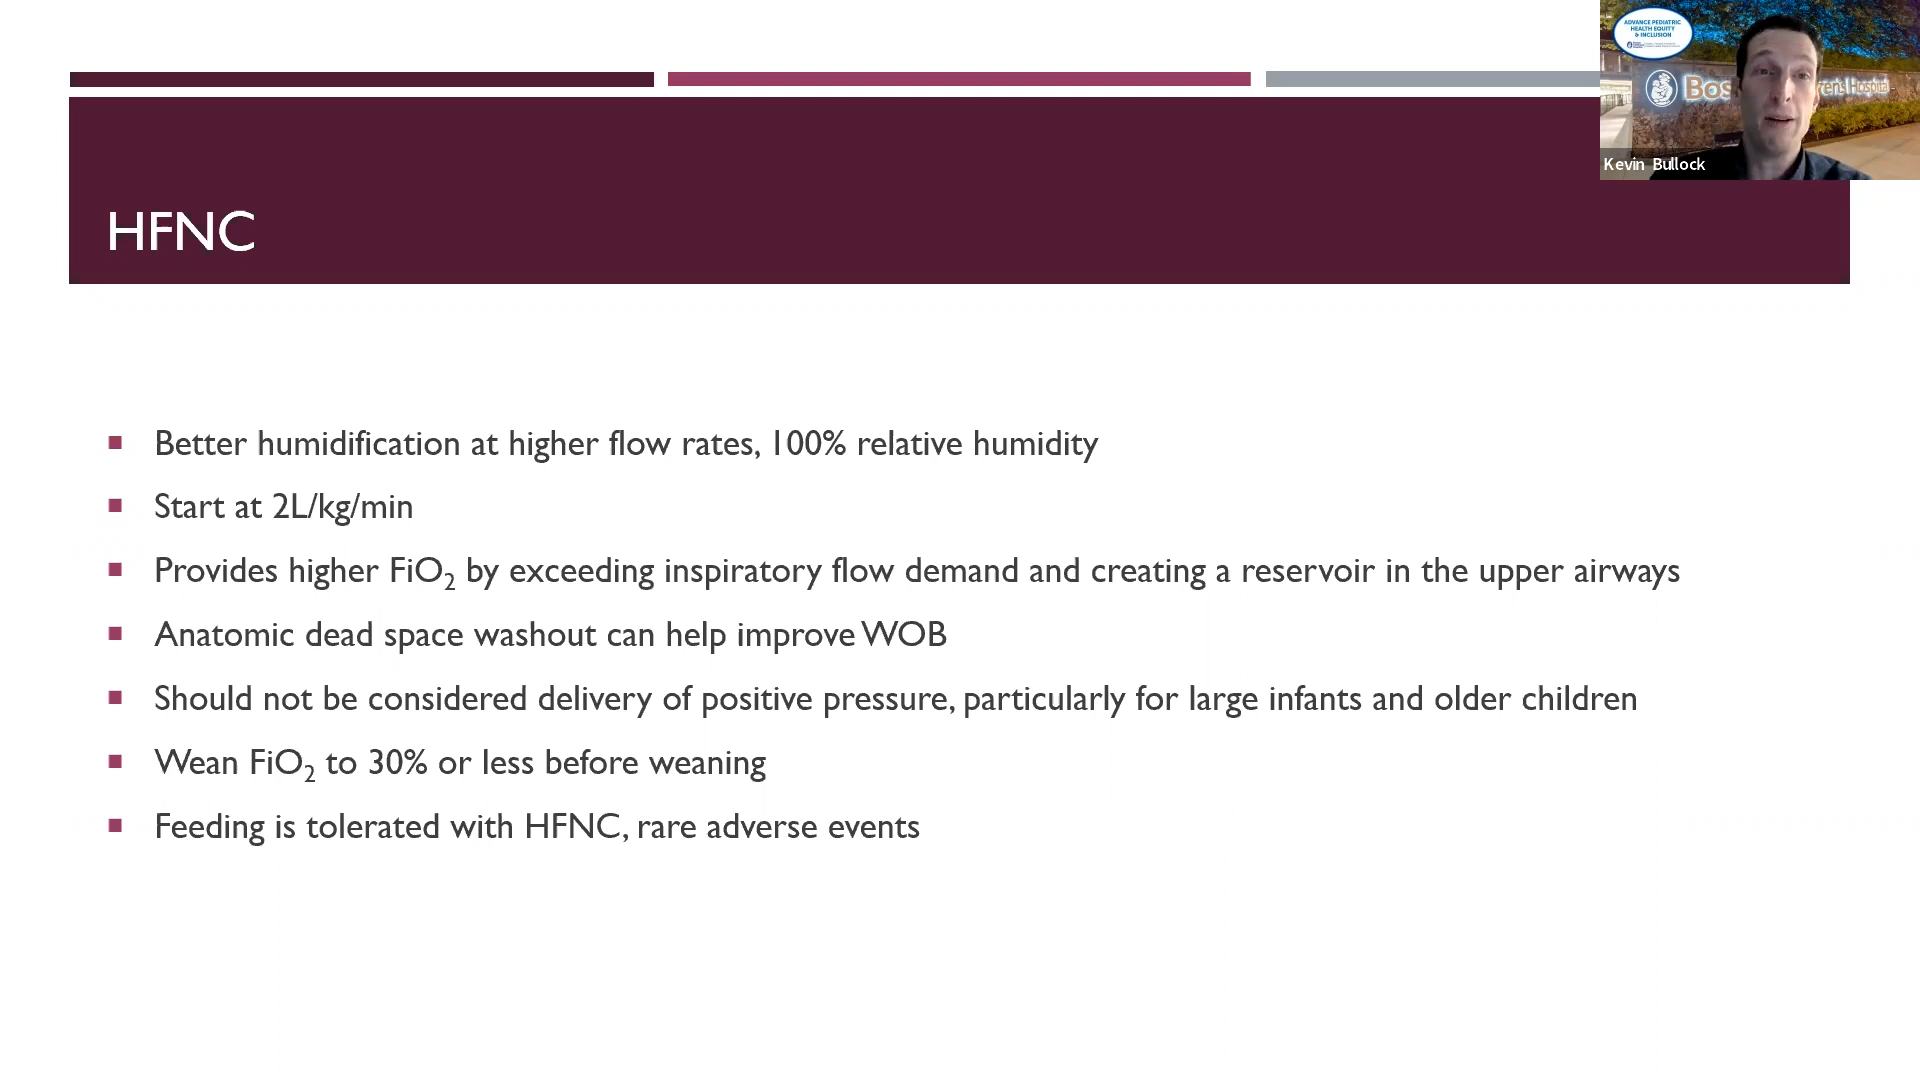 ADVANCE PEDIATRIC
HEALTH EQUITY
& INCLUSION
Bos ren's Hospital
Kevin Bullock
HFNC
Better humidification at higher flow rates, 100% relative humidity
Start at 2L/kg/min
Provides higher FiO₂ by exceeding inspiratory flow demand and creating a reservoir in the upper airways
Anatomic dead space washout can help improve WOB
Should not be considered delivery of positive pressure, particularly for large infants and older children
Wean FiO₂ to 30% or less before weaning
Feeding is tolerated with HFNC, rare adverse events